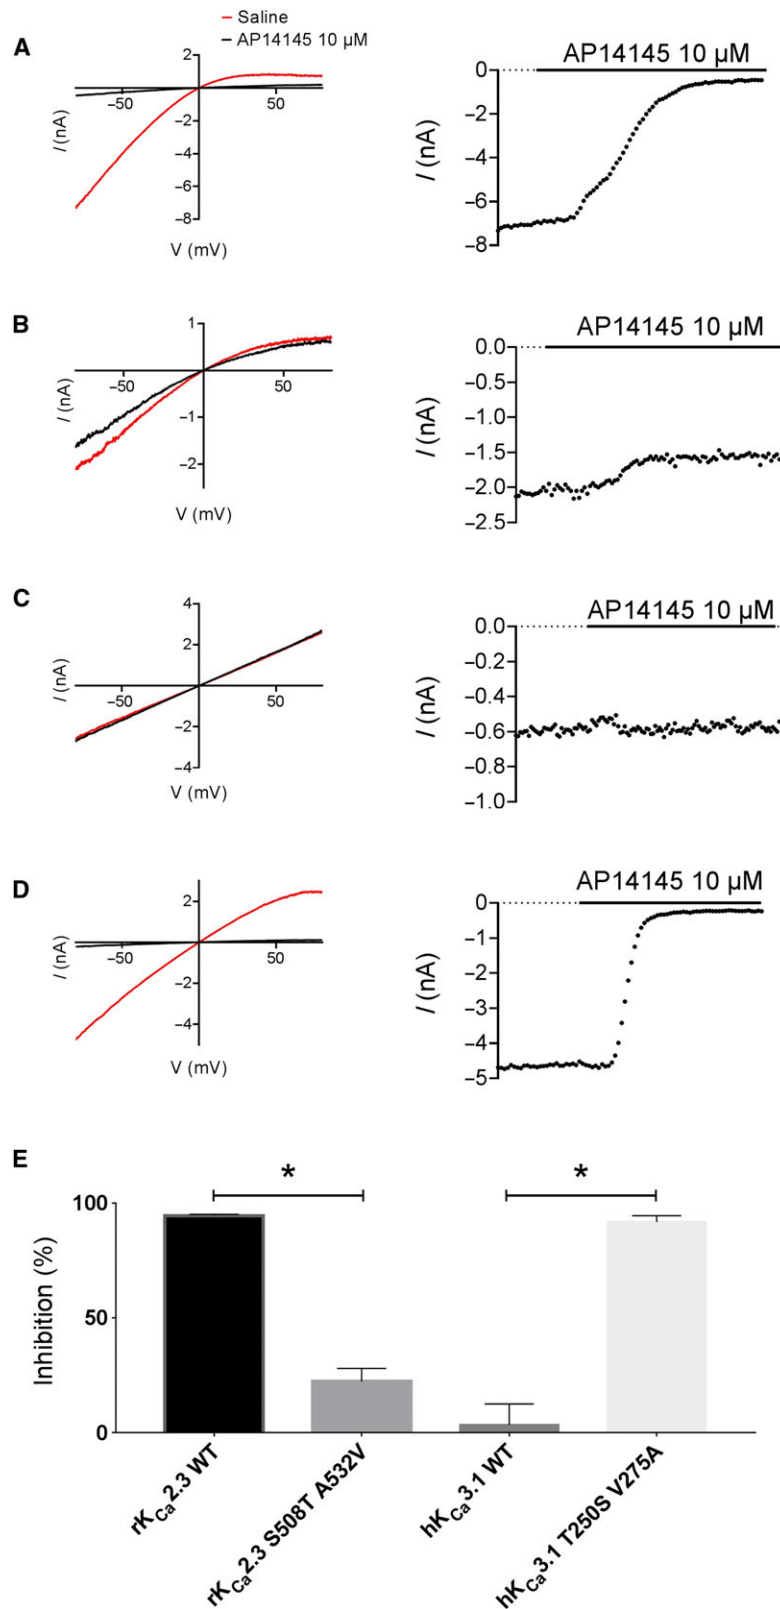 Saline
AP14145 10 µM
A
2
−50
50
−2
−4
−6
−8
I (nA)
V (mV)
AP14145 10 µM
0
−2
−4
−6
−8
I (nA)
B
1
−50
50
−1
−2
I (nA)
V (mV)
AP14145 10 µM
0.0
−0.5
−1.0
−1.5
−2.0
−2.5
I (nA)
C
4
2
−50
50
−2
−4
I (nA)
V (mV)
AP14145 10 µM
0.0
−0.2
−0.4
−0.6
−0.8
−1.0
I (nA)
D
2
−50
50
−2
−4
I (nA)
V (mV)
AP14145 10 µM
0
−1
−2
−3
−4
−5
I (nA)
E
* *
100
50
0
Inhibition (%)
rKCa2.3 WT
rKCa2.3 S508T A532V
hKCa3.1 WT
hKCa3.1 T250S V275A